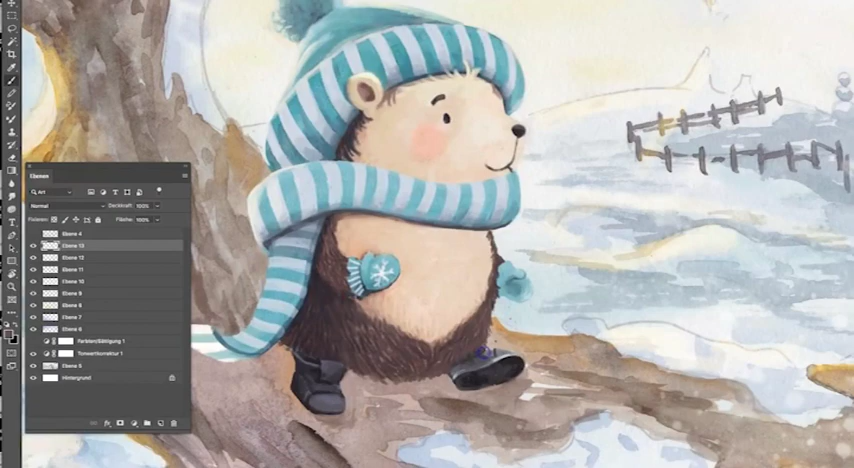 Ebenen
Art
Normal Deckkraft: 100%
Fixieren: Fläche: 100%
Ebene 4
Ebene 13
Ebene 12
Ebene 11
Ebene 10
Ebene 9
Ebene 8
Ebene 7
Ebene 6
Farbton/Sättigung 1
Tonwertkorrektur 1
Ebene 5
Hintergrund